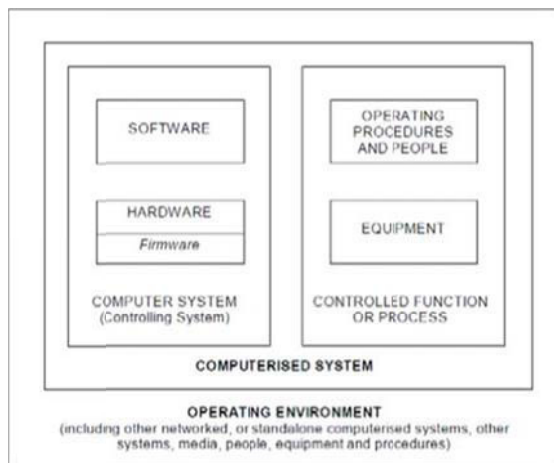 SOFTWARE
HARDWARE
Firmware
COMPUTER SYSTEM
(Controlling System)
OPERATING
PROCEDURES
AND PEOPLE
EQUIPMENT
CONTROLLED FUNCTION
OR PROCESS
COMPUTERISED SYSTEM
OPERATING ENVIRONMENT
(including other networked, or standalone computerised systems, other
systems, media, people, equipment and procedures)